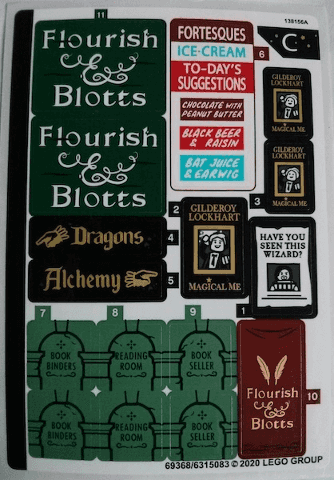 11
135156A
Flourish
&
Blotts
Flourish
&
Blotts
FORTESQUES
ICE-CREAM
TO-DAY'S
SUGGESTIONS
CHOCOLATE WITH
PEANUT BUTTER
BLACK BEER
& RAISIN
BAT JUICE
& EARWIG
6
GILDEROY
LOCKHART
MAGICAL ME
GILDEROY
LOCKHART
MAGICAL ME
3
2
GILDEROY
LOCKHART
MAGICAL ME
Dragons
4
Alchemy
5
HAVE YOU
SEEN THIS
WIZARD?
1
7
8
9
BOOK
BINDERS
READING
ROOM
BOOK
SELLER
BOOK
BINDERS
READING
ROOM
BOOK
SELLER
Flourish
&
Blotts
10
69368/6315083 © 2020 LEGO GROUP